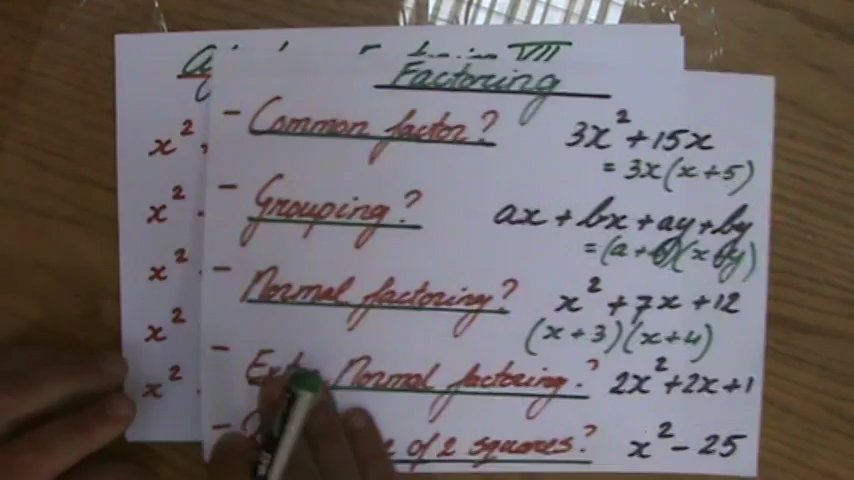 VII
Factoring
- Common factor? 3x² + 15x
= 3x(x+5)
- Grouping? ax + bx + ay + by
= (a+b)(x+y)
- Normal factoring? x² + 7x + 12
(x+3)(x+4)
- Normal factoring? 2x² + 2x + 1
- of 2 squares? x² - 25
x²
x²
x²
x²
x²